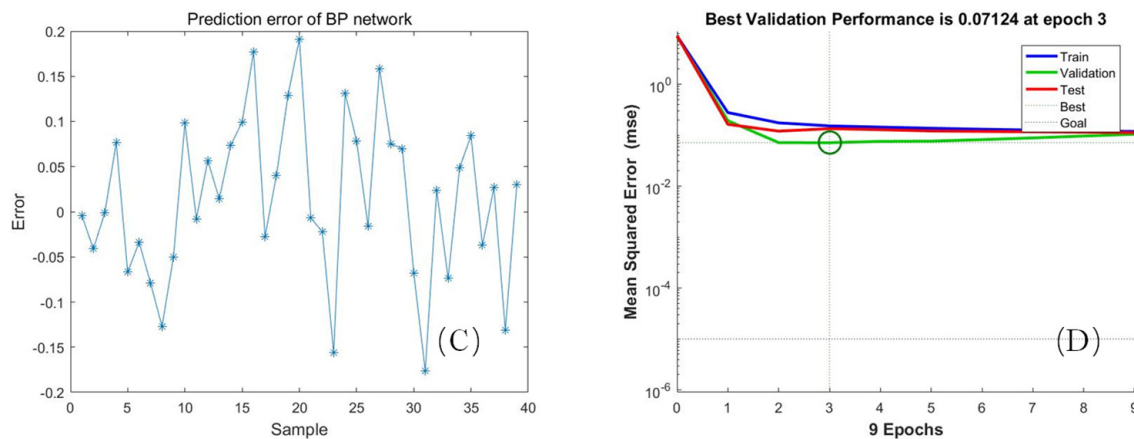 Prediction error of BP network
0.2
0.15
0.1
0.05
0
-0.05
-0.1
-0.15
-0.2
Error
0
5
10
15
20
25
30
35
40
Sample
(C)
Best Validation Performance is 0.07124 at epoch 3
Train
Validation
Test
Best
Goal
10^0
10^-2
10^-4
10^-6
Mean Squared Error (mse)
0
1
2
3
4
5
6
7
8
9
9 Epochs
(D)